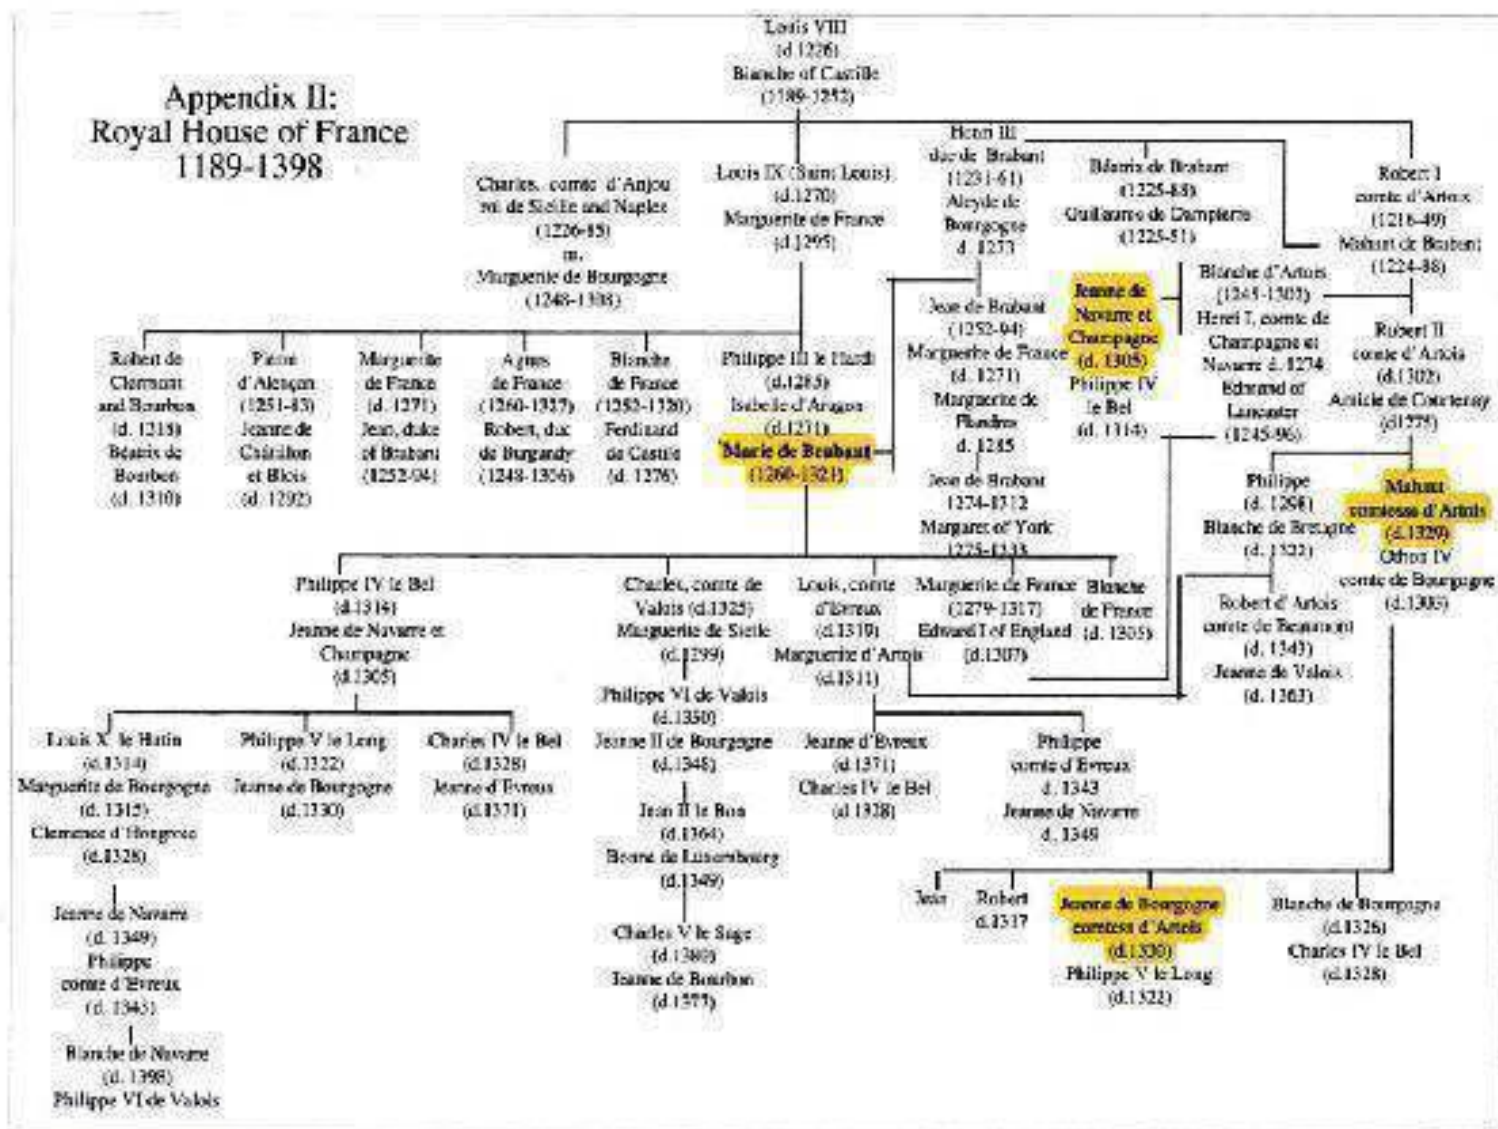 Louis VIII
(d.1226)
Blanche of Castille
(1189-1252)
Appendix II:
Royal House of France
1189-1398
Charles, comte d'Anjou
roi de Sicille and Naples
(1226-85)
m.
Marguerite de Bourgogne
(1248-1308)
Louis IX (Saint Louis)
(d.1270)
Marguerite de France
(d.1295)
Henri III
duc de Brabant
(1231-61)
Aleyde de
Bourgogne
d. 1273
Béatrix de Brabant
(1225-88)
Guillaume de Dampierre
(1225-51)
Robert I
comte d'Artois
(1216-49)
Mahaut de Brabant
(1224-88)
Jean de Brabant
(1252-94)
Marguerite de France
(d.1271)
Marguerite de
Flandres
d. 1285
Jean de Brabant
1274-1312
Margaret of York
1275-1333
Jeanne de
Navarre et
Champagne
(d. 1305)
Philippe IV
le Bel
(d. 1314)
Blanche d'Artois
(1245-1302)
Henri I, comte de
Champagne et
Navarre d. 1274
Edmund of
Lancaster
(1245-96)
Robert II
comte d'Artois
(d.1302)
Amicie de Courtenay
(d1275)
Robert de
Clermont
and Bourbon
(d. 1318)
Béatrix de
Bourbon
(d. 1310)
Pierre
d'Alençon
(1251-83)
Jeanne de
Châtillon
et Blois
(d. 1292)
Marguerite
de France
(d. 1271)
Jean, duke
of Brabant
(1252-94)
Agnes
de France
(1260-1327)
Robert, duc
de Burgandy
(1248-1306)
Blanche
de France
(1252-1320)
Ferdinand
de Castile
(d. 1276)
Philippe III le Hardi
(d.1285)
Isabelle d'Aragon
(d.1271)
Marie de Brabant
(1260-1321)
Philippe
(d. 1298)
Blanche de Bretagne
(d. 1322)
Mahaut
comtesse d'Artois
(d.1329)
Othon IV
comte de Bourgogne
(d.1303)
Philippe IV le Bel
(d.1314)
Jeanne de Navarre et
Champagne
(d.1305)
Charles, comte de
Valois (d.1325)
Marguerite de Sicile
(d.1299)
Philippe VI de Valois
(d.1350)
Jeanne II de Bourgogne
(d.1348)
Jean II le Bon
(d.1364)
Bonne de Luxembourg
(d.1349)
Charles V le Sage
(d.1380)
Jeanne de Bourbon
(d.1377)
Louis, comte
d'Evreux
(d.1319)
Marguerite d'Artois
(d.1311)
Marguerite de France
(1279-1317)
Edward I of England
(d.1307)
Blanche
de France
(d. 1305)
Robert d'Artois
comte de Beaumont
(d. 1343)
Jeanne de Valois
(d. 1363)
Louis X le Hutin
(d.1314)
Marguerite de Bourgogne
(d. 1315)
Clemence d'Hongroie
(d.1328)
Philippe V le Long
(d.1322)
Jeanne de Bourgogne
(d.1330)
Charles IV le Bel
(d.1328)
Jeanne d'Evreux
(d.1371)
Jeanne d'Evreux
(d.1371)
Charles IV le Bel
(d.1328)
Philippe
comte d'Evreux
d. 1343
Jeanne de Navarre
d. 1349
Jeanne de Navarre
(d. 1349)
Philippe
comte d'Evreux
(d. 1343)
Blanche de Navarre
(d. 1398)
Philippe VI de Valois
Jean
Robert
d.1317
Jeanne de Bourgogne
comtess d'Artois
(d.1330)
Philippe V le Long
(d.1322)
Blanche de Bourgogne
(d.1326)
Charles IV le Bel
(d.1328)